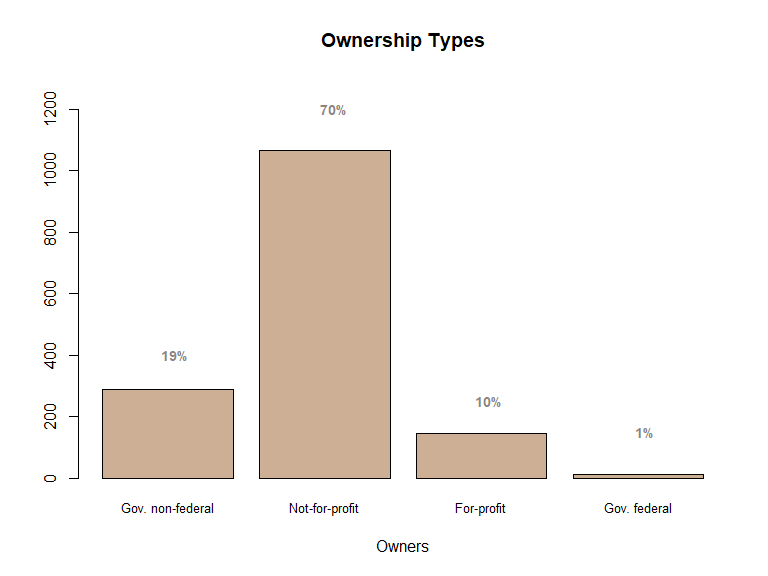 Ownership Types
1200
1000
800
600
400
200
0
70%
19%
10%
1%
Gov. non-federal
Not-for-profit
For-profit
Gov. federal
Owners